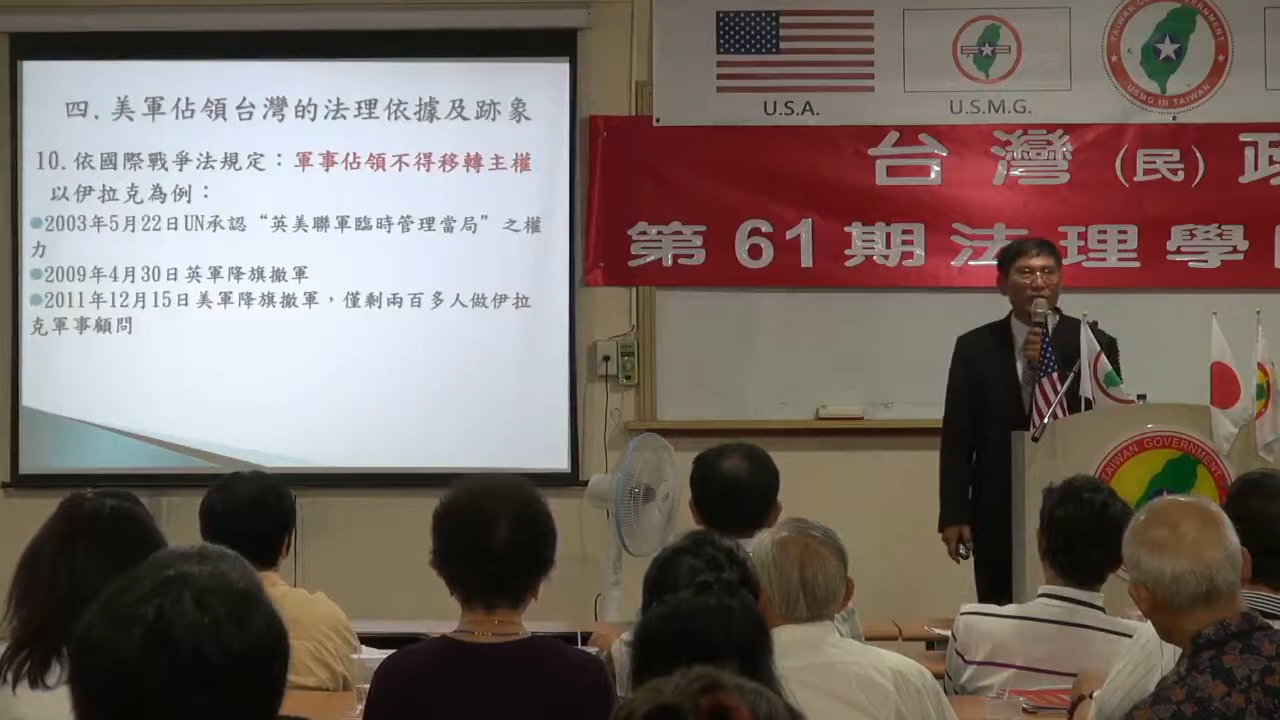 四. 美軍佔領台灣的法理依據及跡象
10. 依國際戰爭法規定：軍事佔領不得移轉主權
以伊拉克為例：
2003年5月22日UN承認“英美聯軍臨時管理當局”之權
力
2009年4月30日英軍降旗撤軍
2011年12月15日美軍降旗撤軍，僅剩兩百多人做伊拉
克軍事顧問
U.S.A.
U.S.M.G.
TAIWAN GOVERNMENT
USMG IN TAIWAN
台灣（民）政
第61期法理學
TAIWAN GOVERNMENT